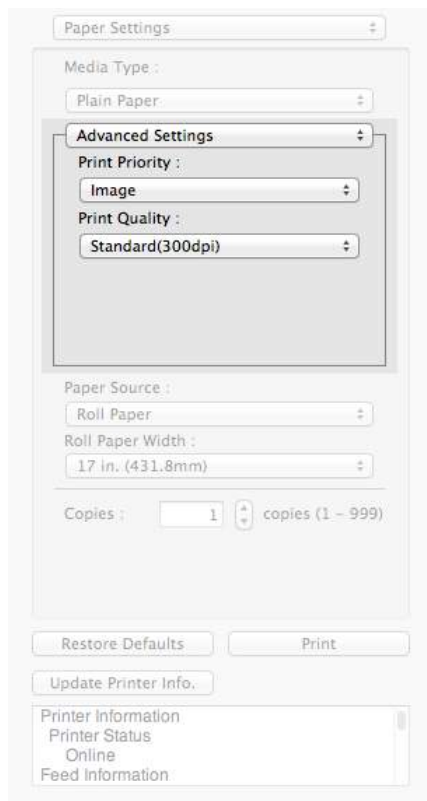 Paper Settings
Media Type :
Plain Paper
Advanced Settings
Print Priority :
Image
Print Quality :
Standard(300dpi)
Paper Source :
Roll Paper
Roll Paper Width :
17 in. (431.8mm)
Copies : 1 copies (1 – 999)
Restore Defaults Print
Update Printer Info.
Printer Information
Printer Status
Online
Feed Information